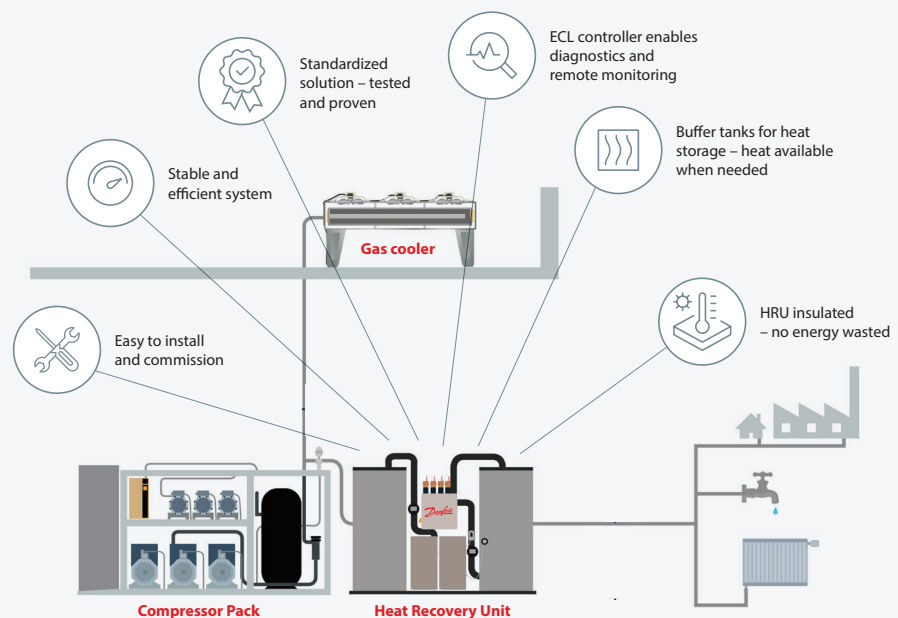 ECL controller enables
diagnostics and
remote monitoring
Standardized
solution – tested
and proven
Buffer tanks for heat
storage – heat available
when needed
Stable and
efficient system
Gas cooler
HRU insulated
– no energy wasted
Easy to install
and commission
Danfoss
Compressor Pack
Heat Recovery Unit